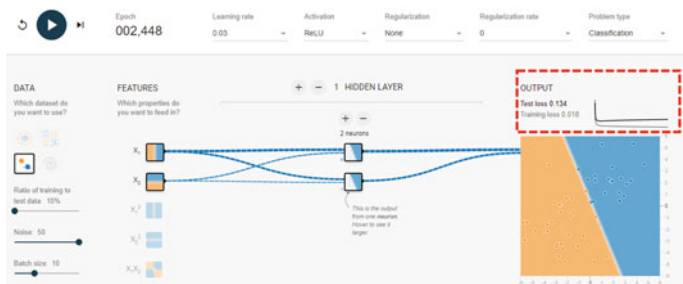 Epoch
002,448
Learning rate
0.03
Activation
ReLU
Regularization
None
Regularization rate
0
Problem type
Classification
DATA
Which dataset do
you want to use?
Ratio of training to
test data: 10%
Noise: 50
Batch size: 10
FEATURES
Which properties do
you want to feed in?
X₁
X₂
X₁²
X₂²
X₁X₂
+ − 1 HIDDEN LAYER
+ −
2 neurons
This is the output
from one neuron.
Hover to see it
larger.
OUTPUT
Test loss 0.134
Training loss 0.018